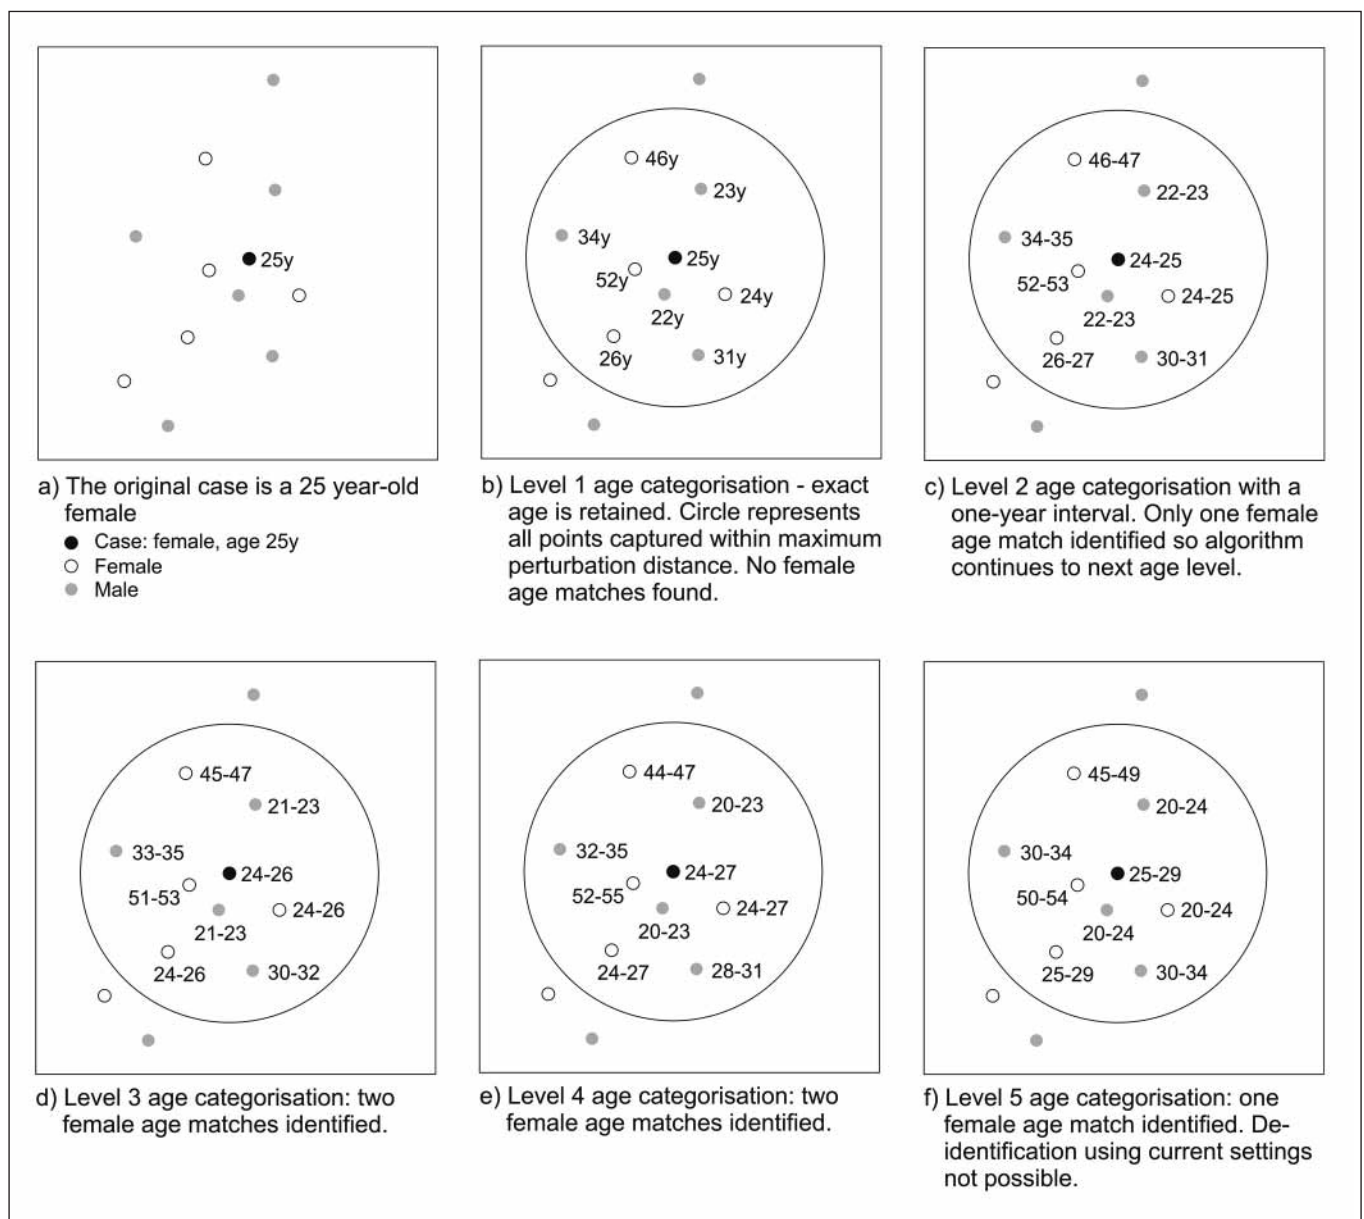 25y
a) The original case is a 25 year-old
female
Case: female, age 25y
Female
Male
46y
23y
34y
25y
52y
24y
22y
26y
31y
b) Level 1 age categorisation - exact
age is retained. Circle represents
all points captured within maximum
perturbation distance. No female
age matches found.
46-47
22-23
34-35
24-25
52-53
24-25
22-23
26-27
30-31
c) Level 2 age categorisation with a
one-year interval. Only one female
age match identified so algorithm
continues to next age level.
45-47
21-23
33-35
24-26
51-53
24-26
21-23
24-26
30-32
d) Level 3 age categorisation: two
female age matches identified.
44-47
20-23
32-35
24-27
52-55
24-27
20-23
24-27
28-31
e) Level 4 age categorisation: two
female age matches identified.
45-49
20-24
30-34
25-29
50-54
20-24
20-24
25-29
30-34
f) Level 5 age categorisation: one
female age match identified. De-
identification using current settings
not possible.